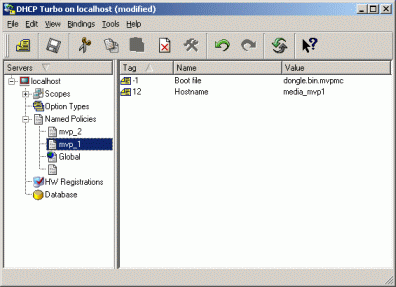 DHCP Turbo on localhost (modified)
File Edit View Bindings Tools Help
Servers
Tag Name Value
localhost
-1 Boot file dongle.bin.mvpmc
Scopes
12 Hostname media_mvp1
Option Types
Named Policies
mvp_2
mvp_1
Global
HW Registrations
Database